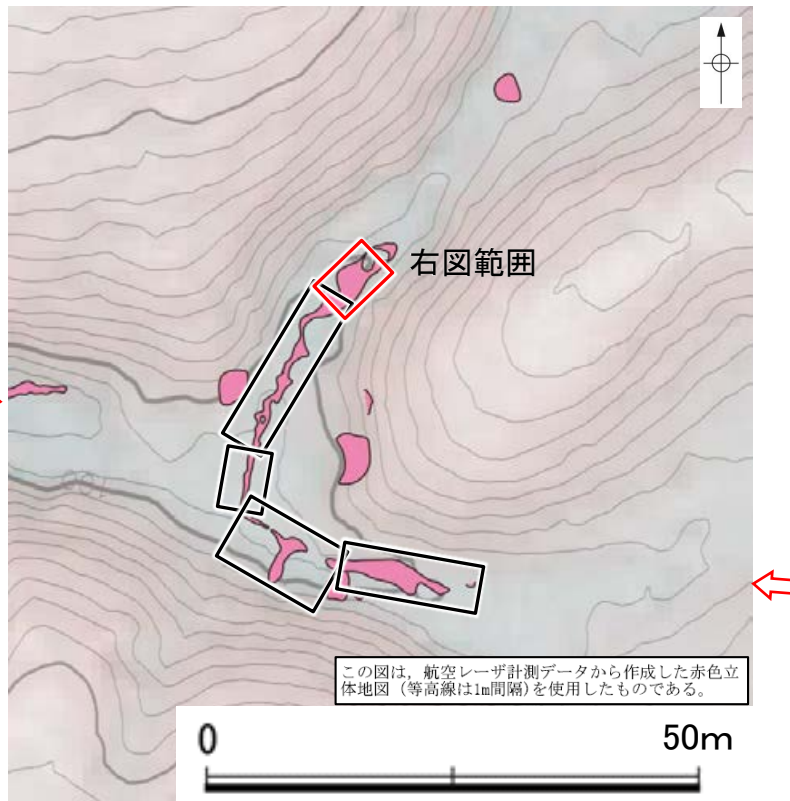 右図範囲
この図は，航空レーザ計測データから作成した赤色立
体地図（等高線は1m間隔)を使用したものである。
0
50m